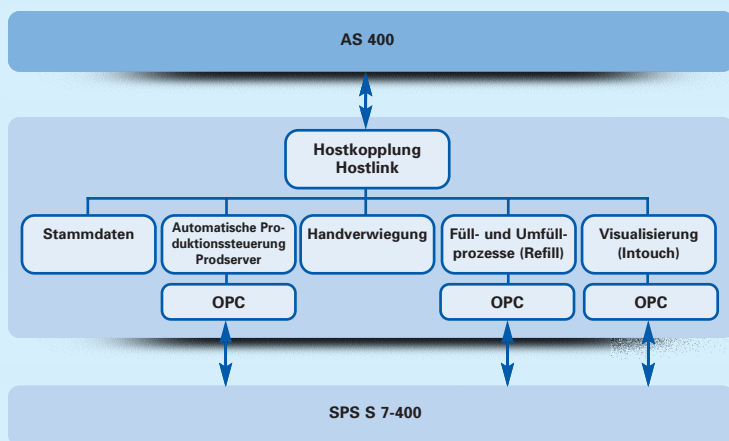 AS 400
Hostkopplung
Hostlink
Stammdaten
Automatische Pro-
duktionssteuerung
Prodserver
Handverwiegung
Füll- und Umfüll-
prozesse (Refill)
Visualisierung
(Intouch)
OPC
OPC
OPC
SPS S 7-400